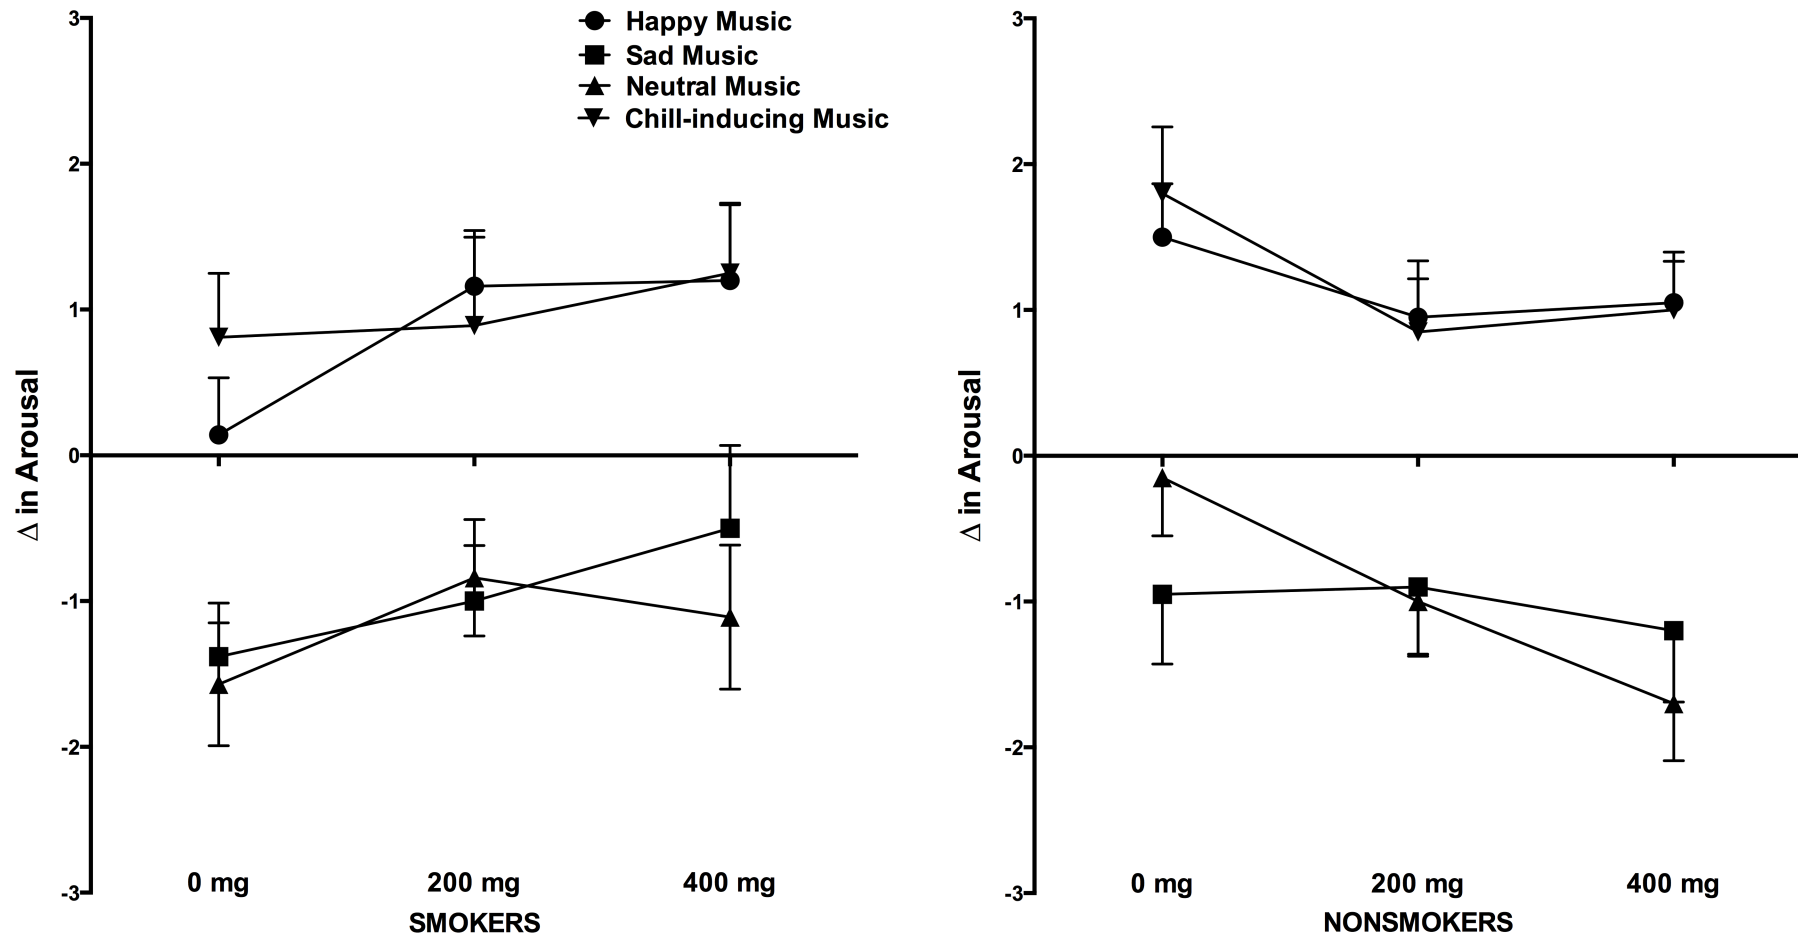 Happy Music
Sad Music
Neutral Music
Chill-inducing Music
Δ in Arousal
3
2
1
0
-1
-2
-3
0 mg
200 mg
400 mg
SMOKERS
Δ in Arousal
3
2
1
0
-1
-2
-3
0 mg
200 mg
400 mg
NONSMOKERS